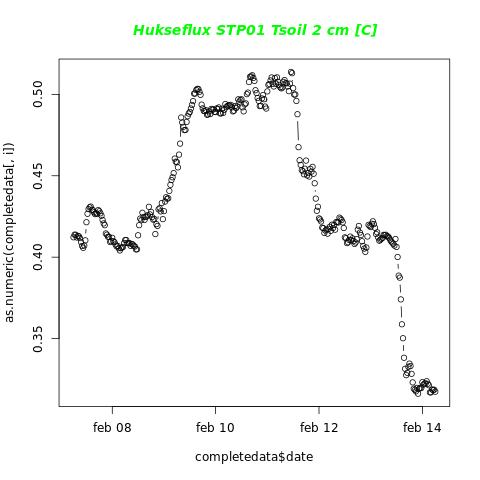 Hukseflux STP01 Tsoil 2 cm [C]
as.numeric(completedata[, i])
0.50
0.45
0.40
0.35
feb 08 feb 10 feb 12 feb 14
completedata$date